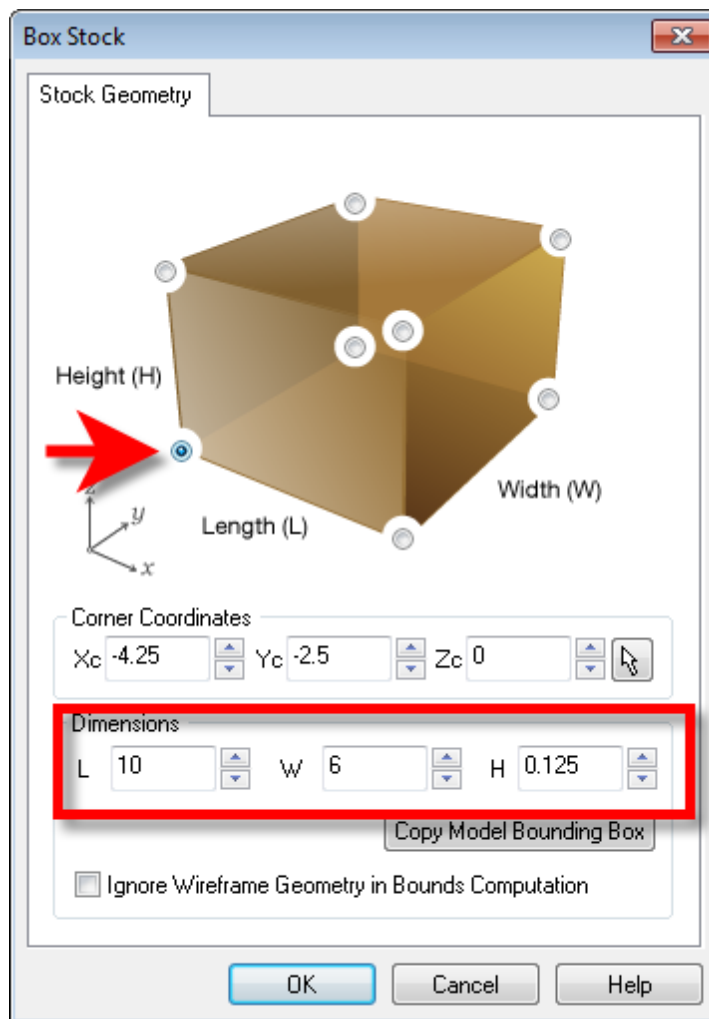 Box Stock
Stock Geometry
Height (H)
Width (W)
Length (L)
z
y
x
Corner Coordinates
Xc -4.25 Yc -2.5 Zc 0
Dimensions
L 10 W 6 H 0.125
Copy Model Bounding Box
Ignore Wireframe Geometry in Bounds Computation
OK Cancel Help